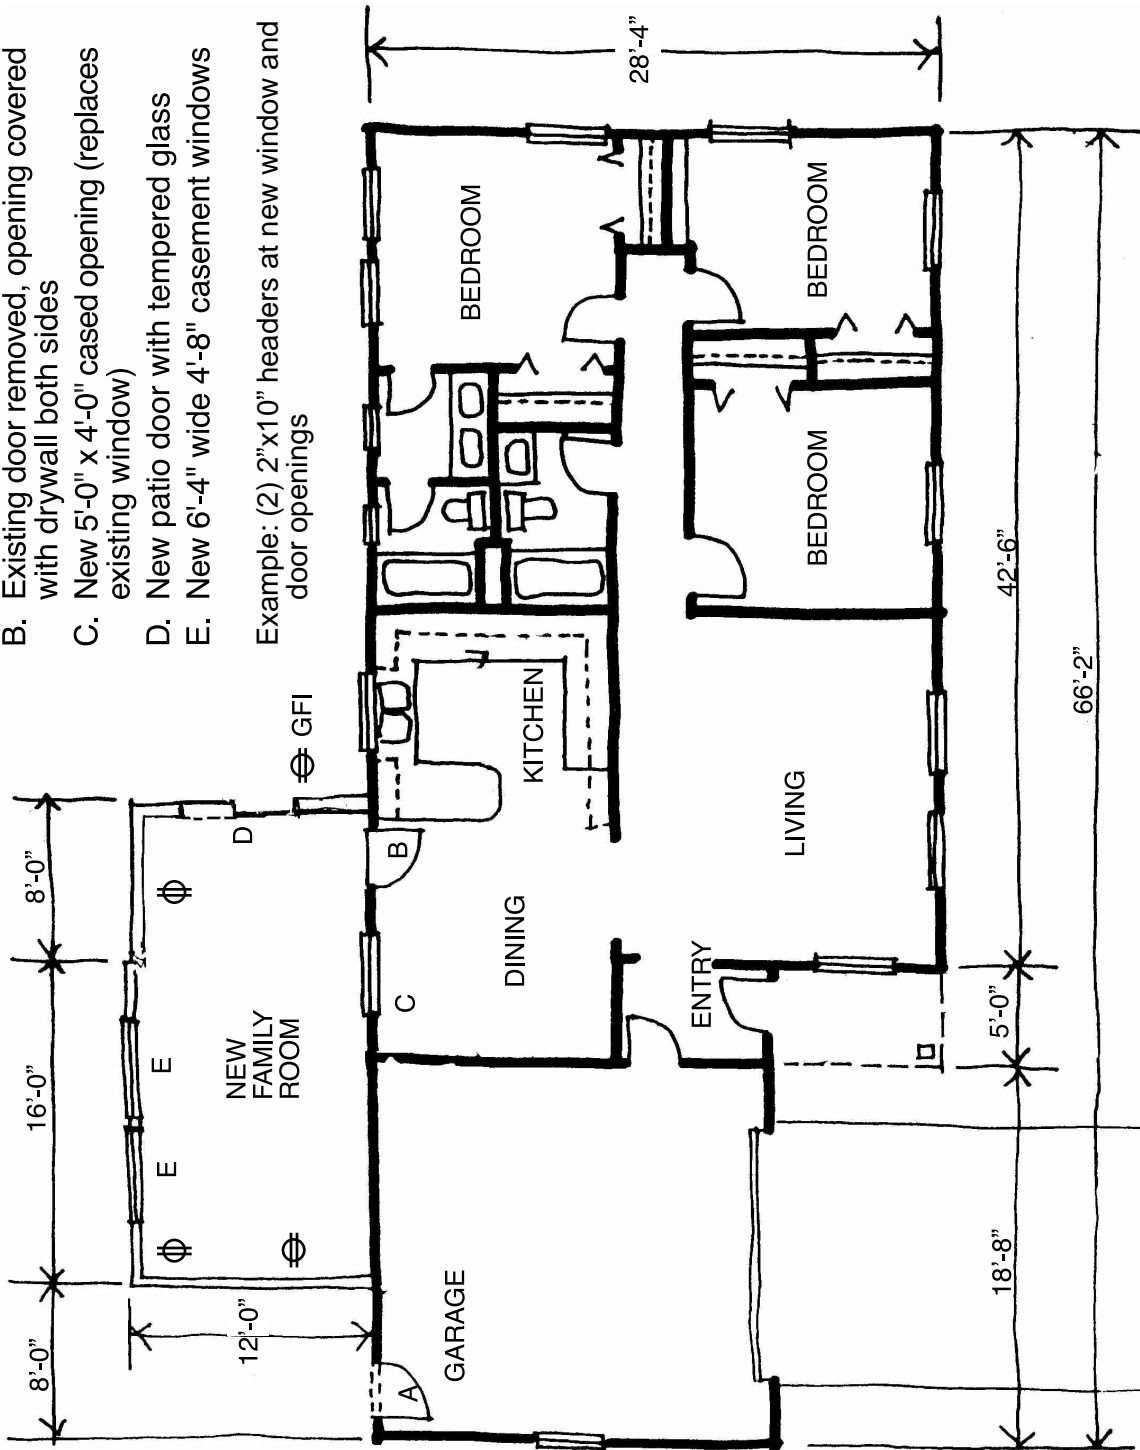 B. Existing door removed, opening covered
with drywall both sides
C. New 5'-0" x 4'-0" cased opening (replaces
existing window)
D. New patio door with tempered glass
E. New 6'-4" wide 4'-8" casement windows
Example: (2) 2"x10" headers at new window and
door openings
8'-0"
16'-0"
8'-0"
12'-0"
28'-4"
GFI
D
E
E
NEW
FAMILY
ROOM
A
B
C
GARAGE
DINING
KITCHEN
BEDROOM
ENTRY
LIVING
BEDROOM
BEDROOM
18'-8"
5'-0"
42'-6"
66'-2"